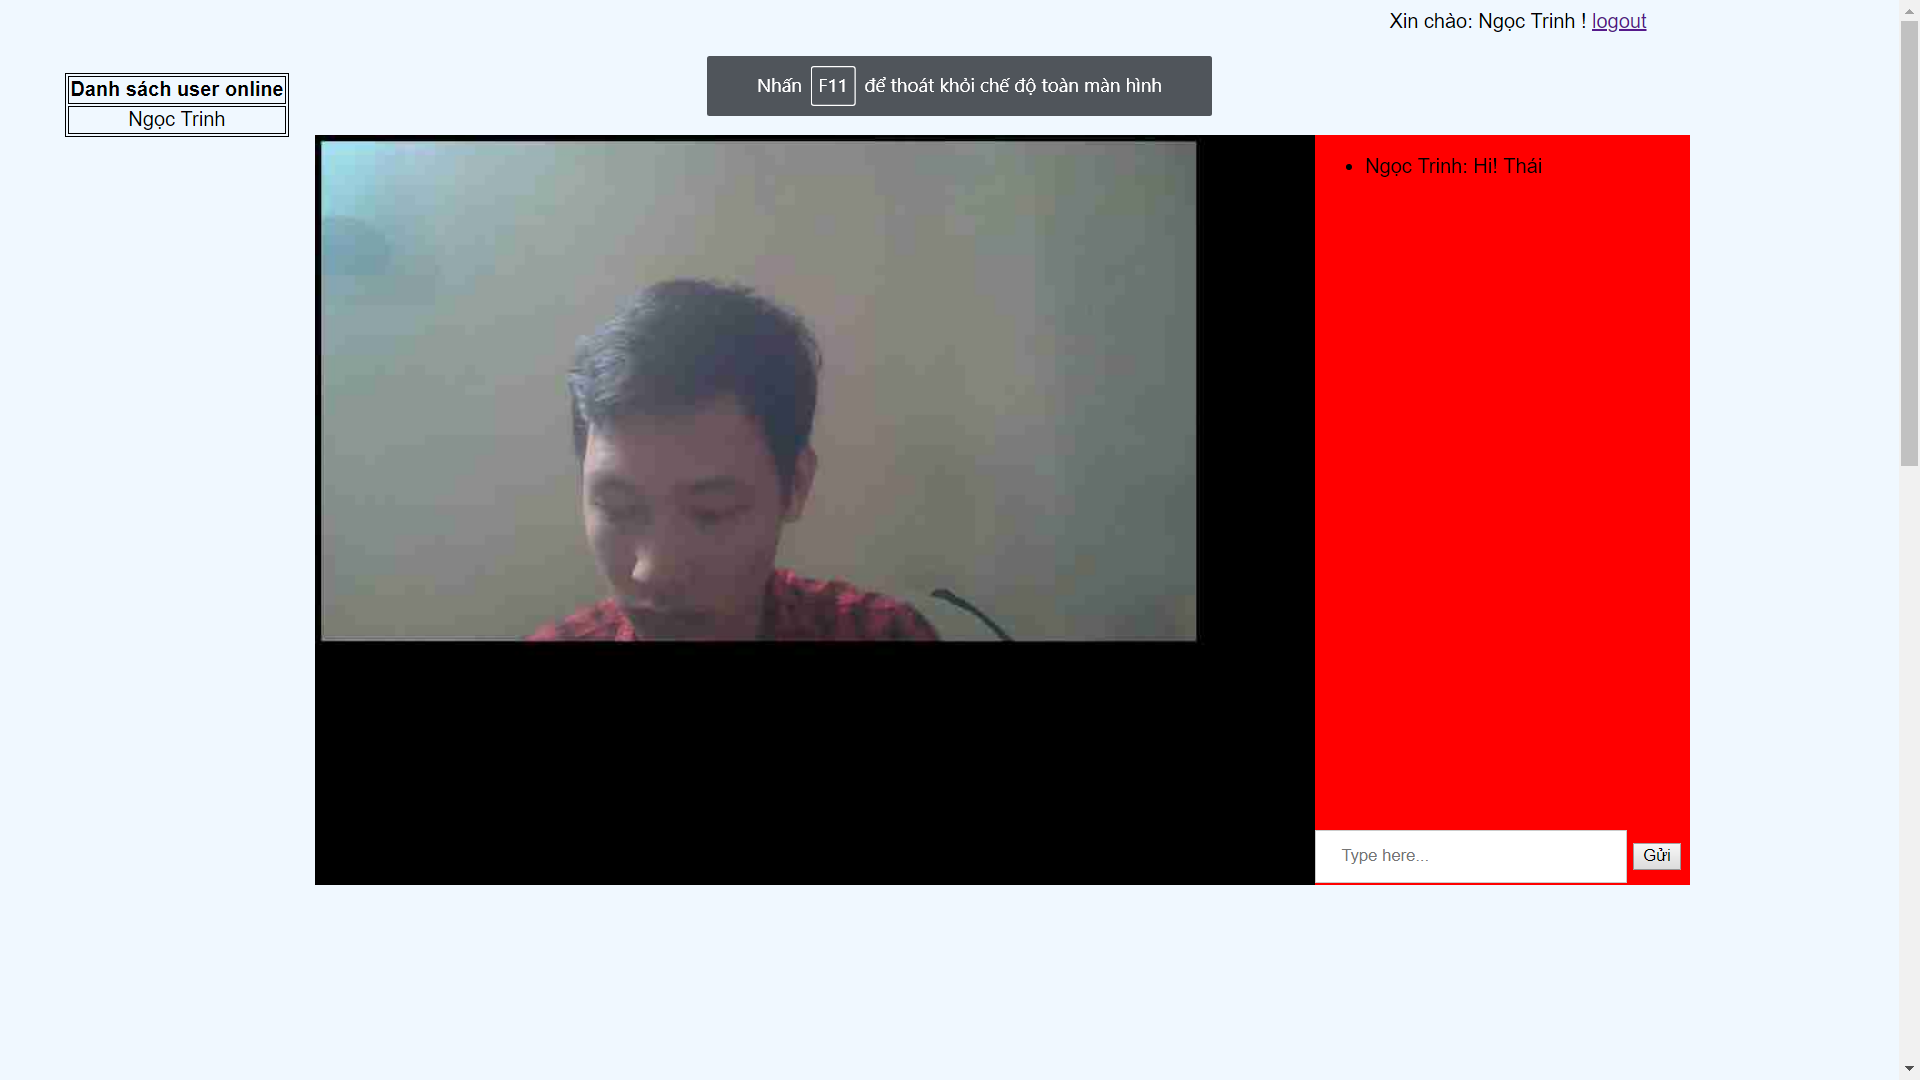 Xin chào: Ngọc Trinh ! logout
Nhấn F11 để thoát khỏi chế độ toàn màn hình
Danh sách user online
Ngọc Trinh
Ngọc Trinh: Hi! Thái
Type here...
Gửi